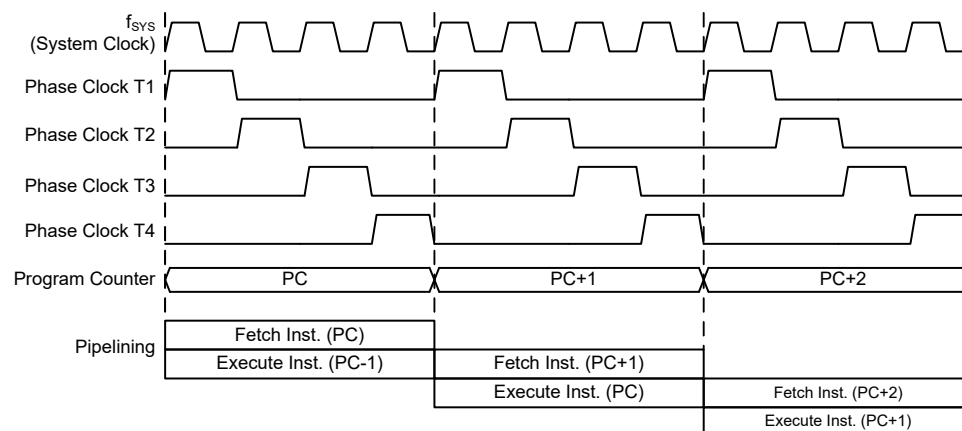 fSYS
(System Clock)
Phase Clock T1
Phase Clock T2
Phase Clock T3
Phase Clock T4
Program Counter PC PC+1 PC+2
Pipelining
Fetch Inst. (PC)
Execute Inst. (PC-1) Fetch Inst. (PC+1)
Execute Inst. (PC) Fetch Inst. (PC+2)
Execute Inst. (PC+1)